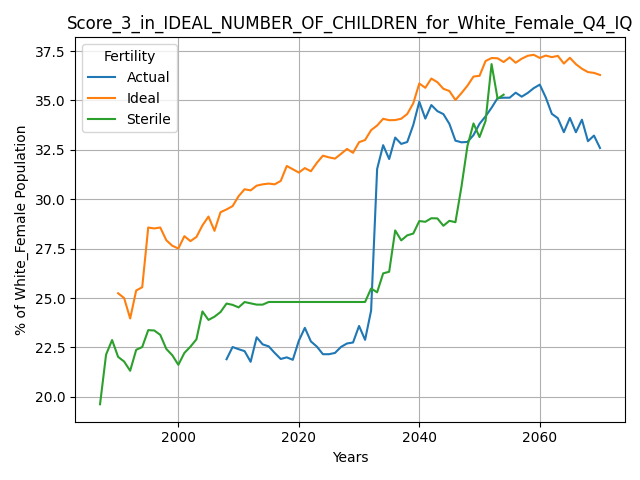 Score_3_in_IDEAL_NUMBER_OF_CHILDREN_for_White_Female_Q4_IQ
Fertility
Actual
Ideal
Sterile
% of White_Female Population
37.5
35.0
32.5
30.0
27.5
25.0
22.5
20.0
2000
2020
2040
2060
Years